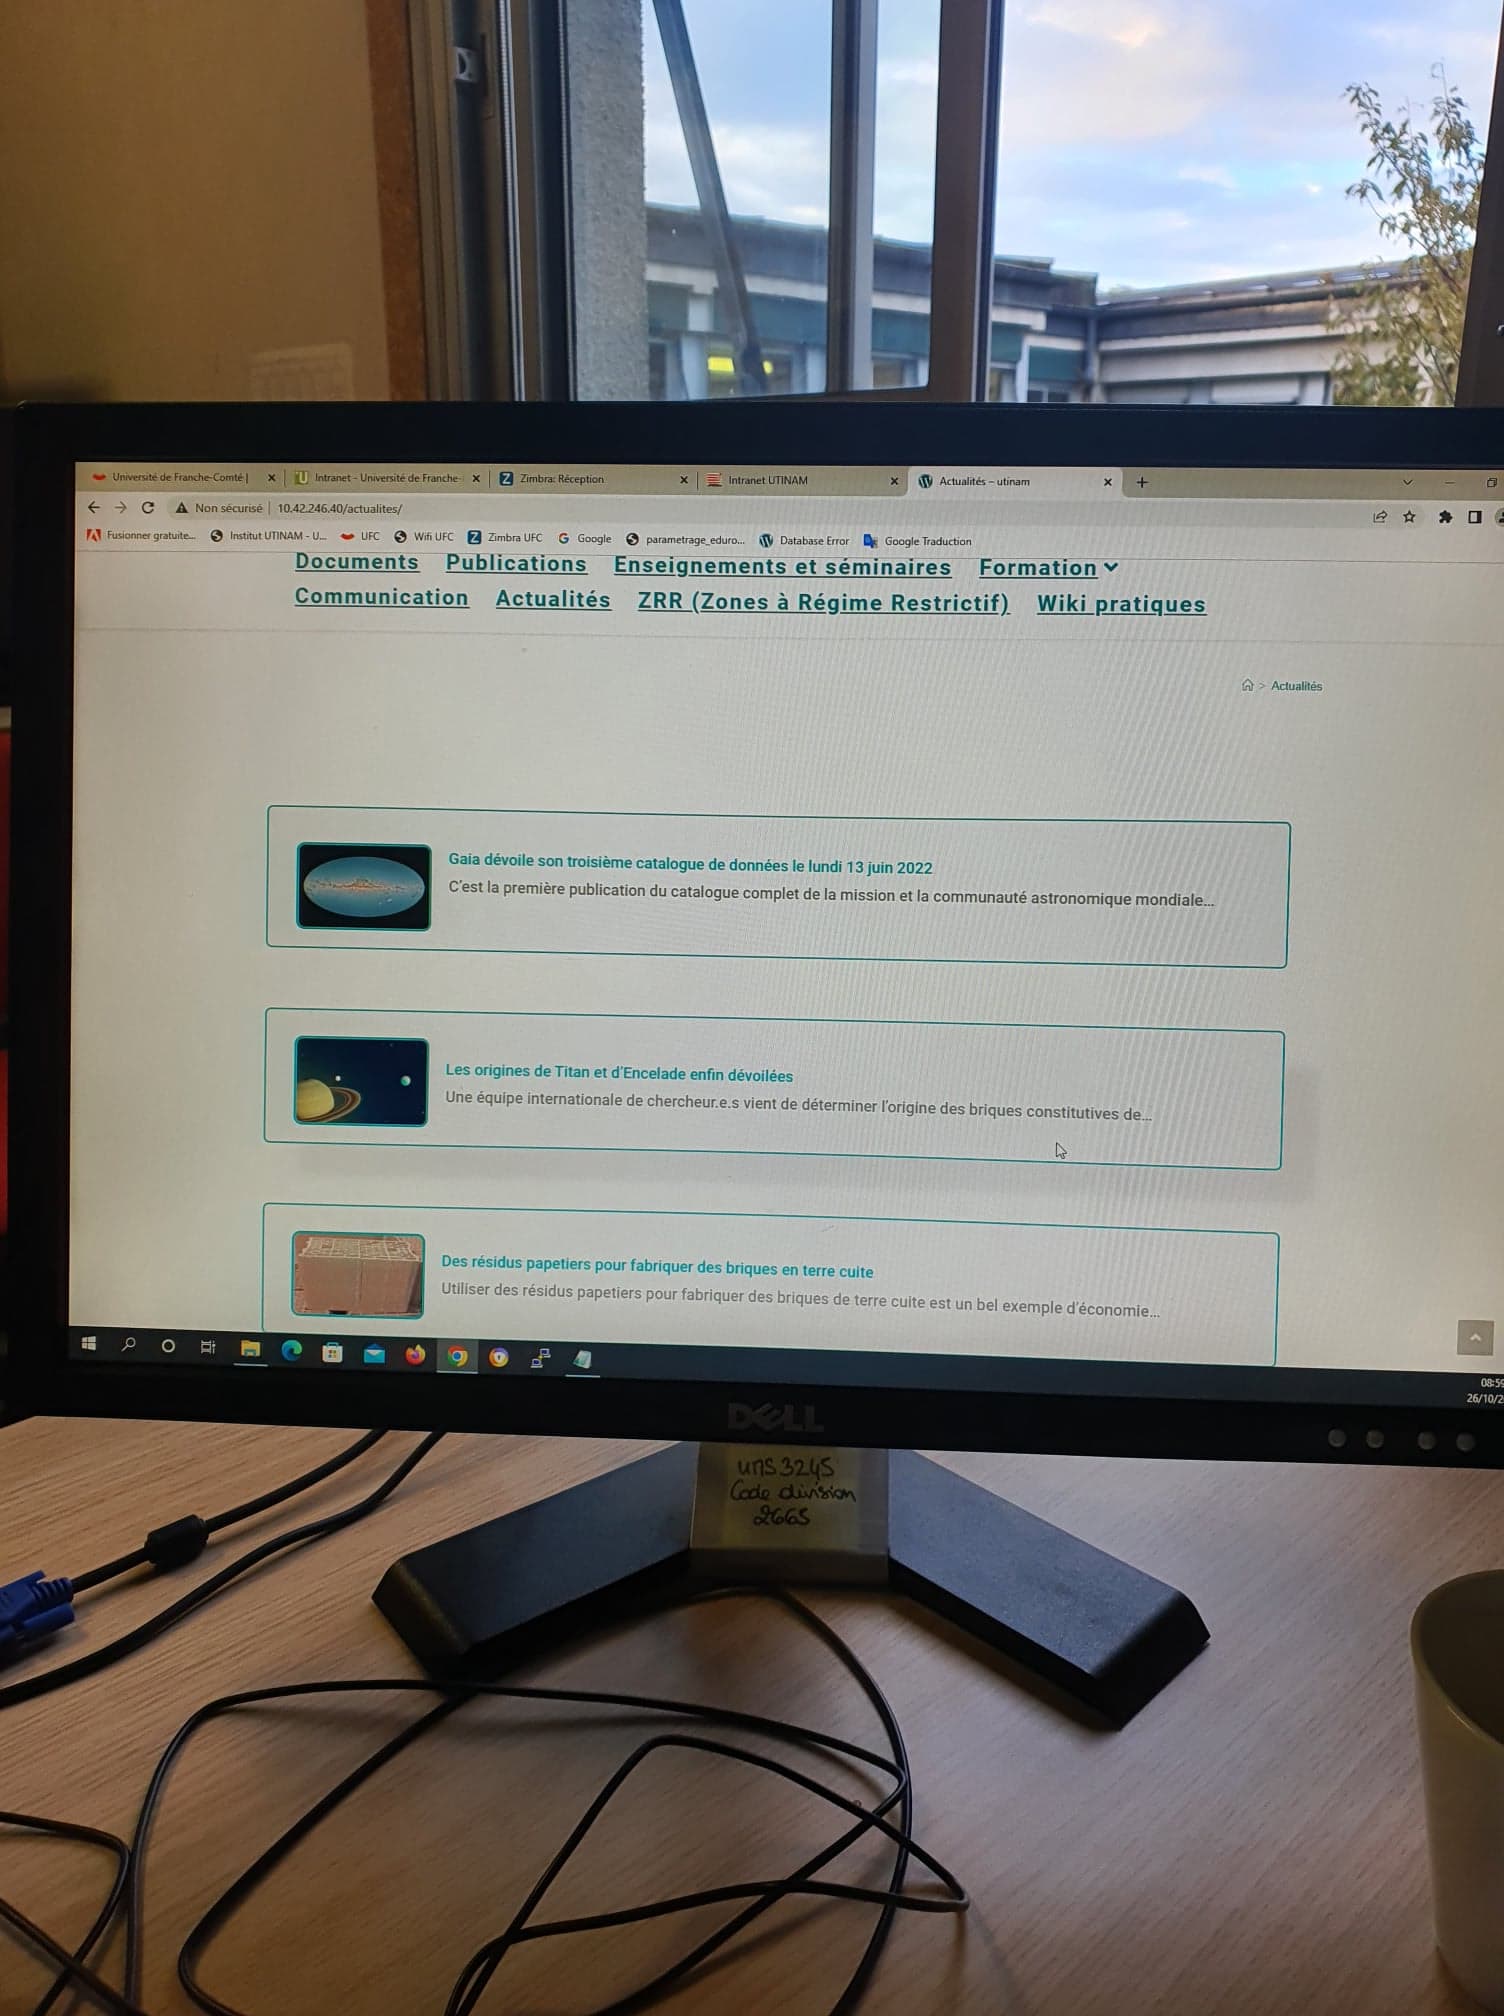 Université de Franche-Comté |
Intranet - Université de Franche-
Zimbra: Réception
Intranet UTINAM
Actualités – utinam
Non sécurisé | 10.42.246.40/actualites/
Fusionner gratuite...
Institut UTINAM - U...
UFC
Wifi UFC
Zimbra UFC
Google
parametrage_eduro...
Database Error
Google Traduction
Documents Publications Enseignements et séminaires Formation
Communication Actualités ZRR (Zones à Régime Restrictif) Wiki pratiques
> Actualités
Gaia dévoile son troisième catalogue de données le lundi 13 juin 2022
C'est la première publication du catalogue complet de la mission et la communauté astronomique mondiale...
Les origines de Titan et d'Encelade enfin dévoilées
Une équipe internationale de chercheur.e.s vient de déterminer l'origine des briques constitutives de...
Des résidus papetiers pour fabriquer des briques en terre cuite
Utiliser des résidus papetiers pour fabriquer des briques de terre cuite est un bel exemple d'économie...
08:59
26/10/2
DELL
Code division